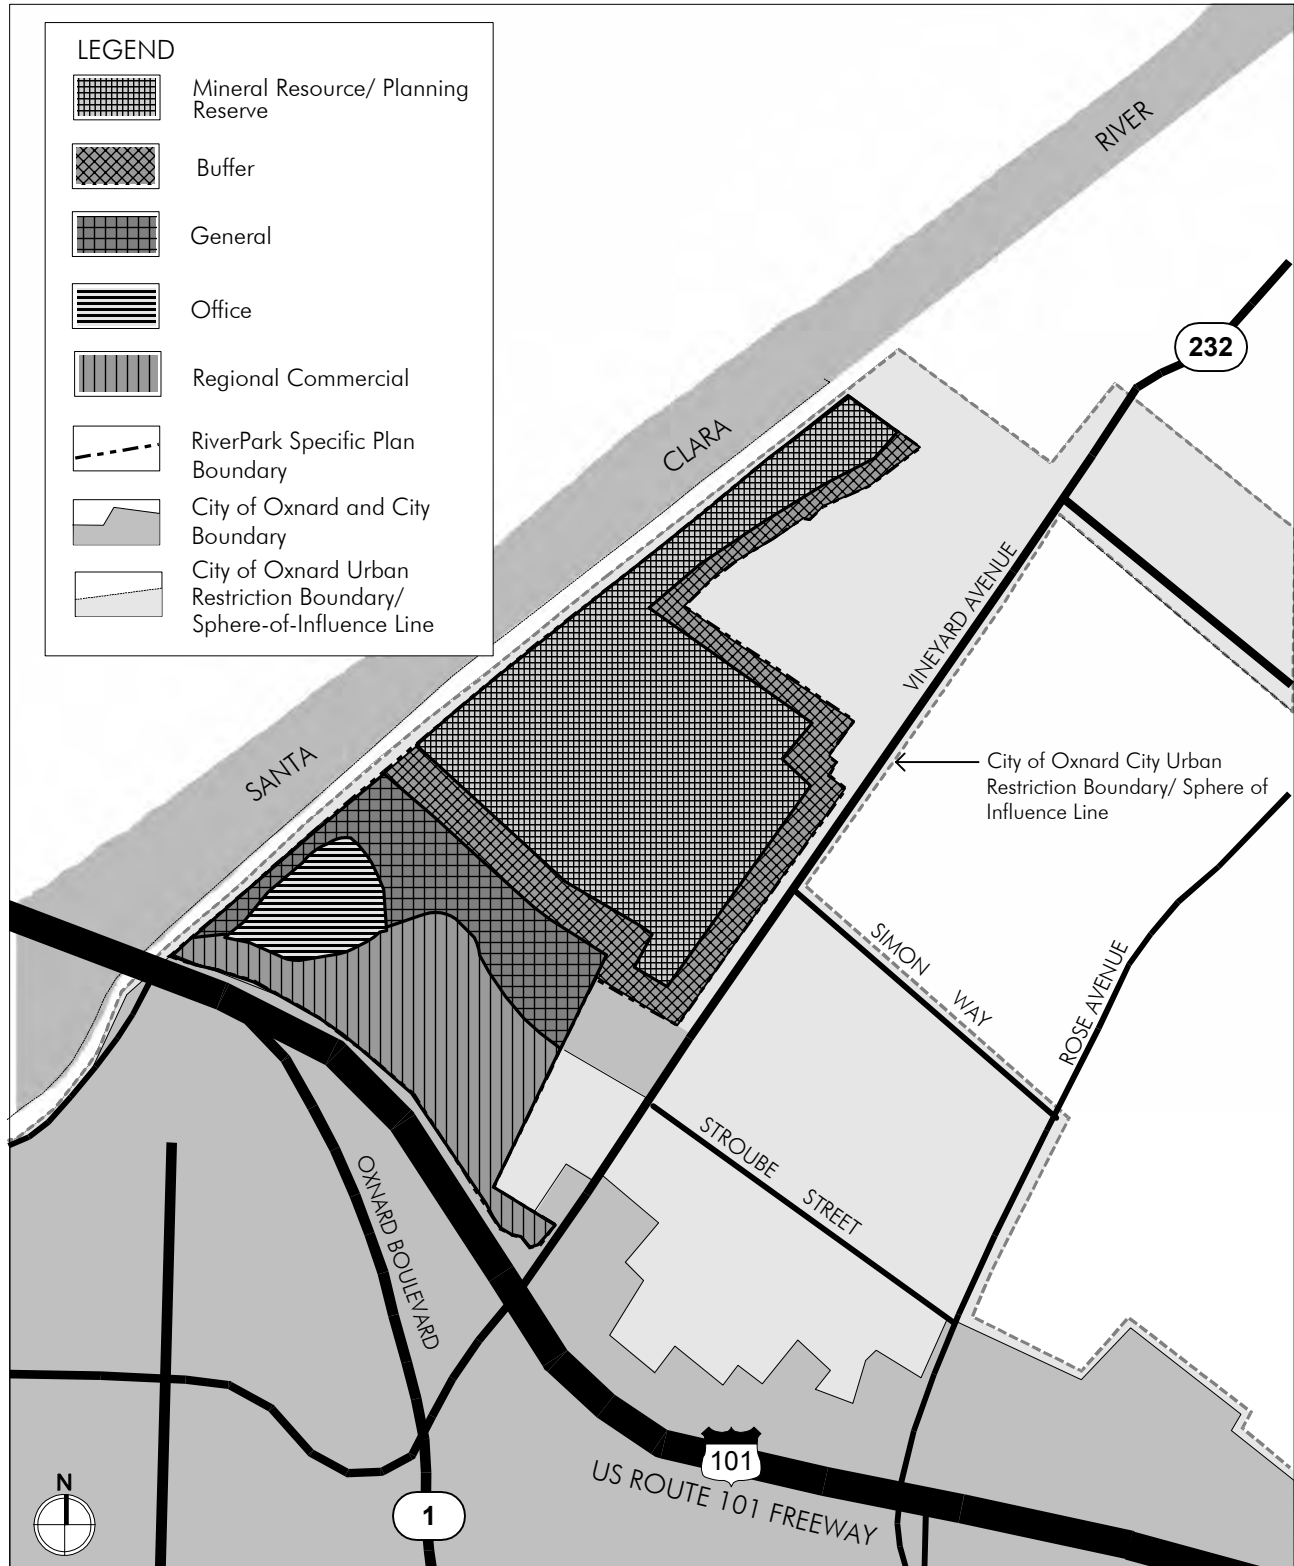 LEGEND
Mineral Resource/ Planning
Reserve
Buffer
General
Office
Regional Commercial
RiverPark Specific Plan
Boundary
City of Oxnard and City
Boundary
City of Oxnard Urban
Restriction Boundary/
Sphere-of-Influence Line
RIVER
232
CLARA
VINEYARD AVENUE
SANTA
City of Oxnard City Urban
Restriction Boundary/ Sphere of
Influence Line
SIMON
WAY
ROSE AVENUE
STROUBE
STREET
OXNARD BOULEVARD
101
US ROUTE 101 FREEWAY
N
1